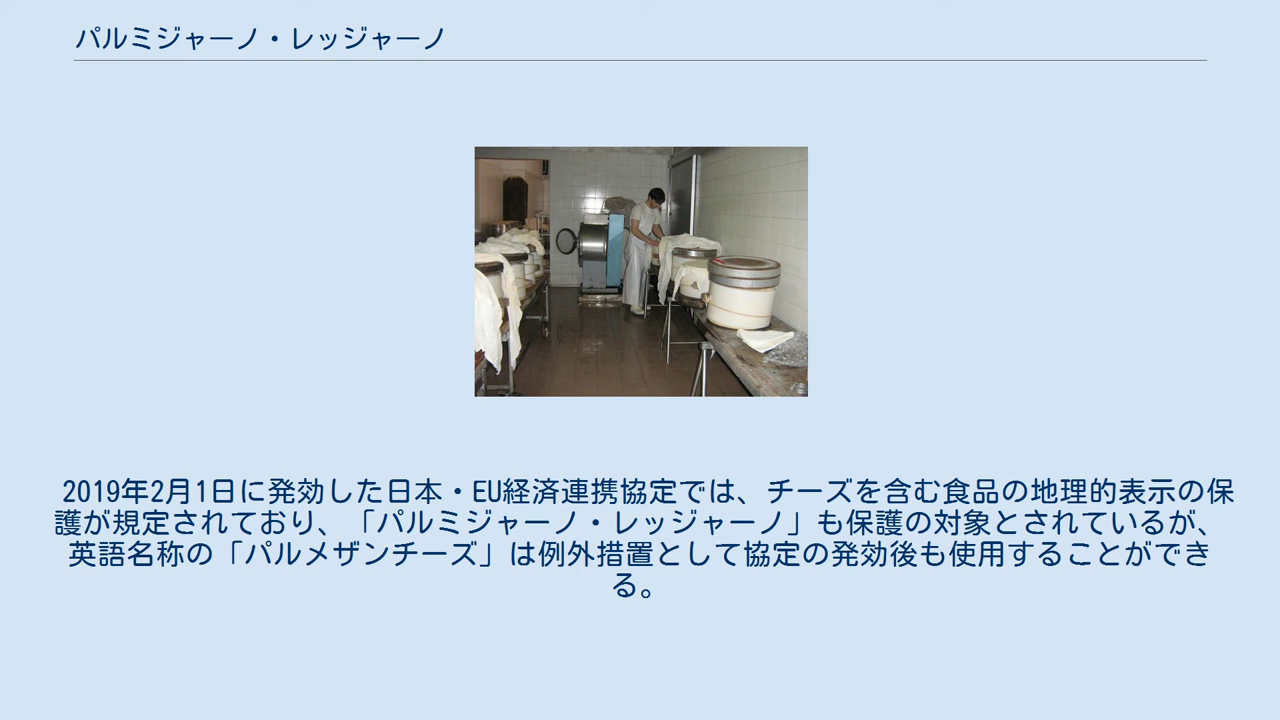 パルミジャーノ・レッジャーノ
2019年2月1日に発効した日本・EU経済連携協定では、チーズを含む食品の地理的表示の保
護が規定されており、「パルミジャーノ・レッジャーノ」も保護の対象とされているが、
英語名称の「パルメザンチーズ」は例外措置として協定の発効後も使用することができ
る。